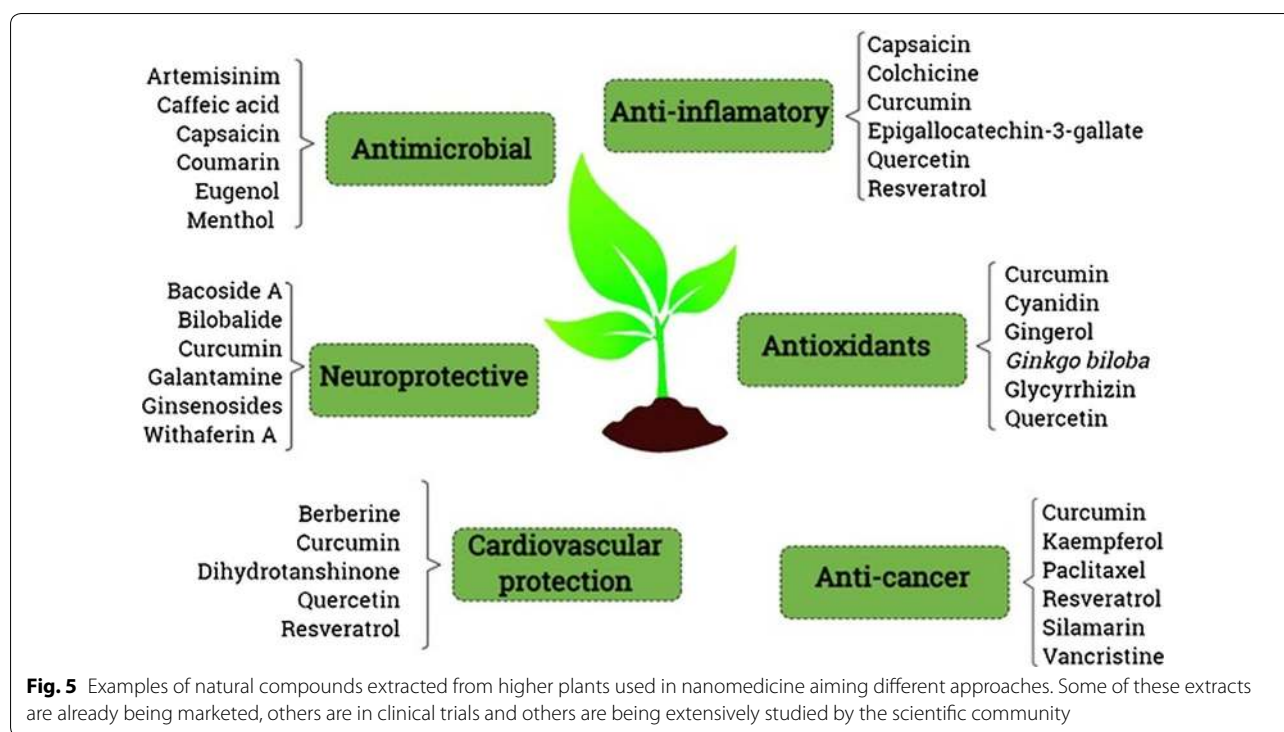 Artemisinim
Caffeic acid
Capsaicin
Coumarin
Eugenol
Menthol
Antimicrobial
Anti-inflamatory
Capsaicin
Colchicine
Curcumin
Epigallocatechin-3-gallate
Quercetin
Resveratrol
Bacoside A
Bilobalide
Curcumin
Galantamine
Ginsenosides
Withaferin A
Neuroprotective
Antioxidants
Curcumin
Cyanidin
Gingerol
Ginkgo biloba
Glycyrrhizin
Quercetin
Berberine
Curcumin
Dihydrotanshinone
Quercetin
Resveratrol
Cardiovascular
protection
Anti-cancer
Curcumin
Kaempferol
Paclitaxel
Resveratrol
Silamarin
Vancristine
Fig. 5 Examples of natural compounds extracted from higher plants used in nanomedicine aiming different approaches. Some of these extracts
are already being marketed, others are in clinical trials and others are being extensively studied by the scientific community